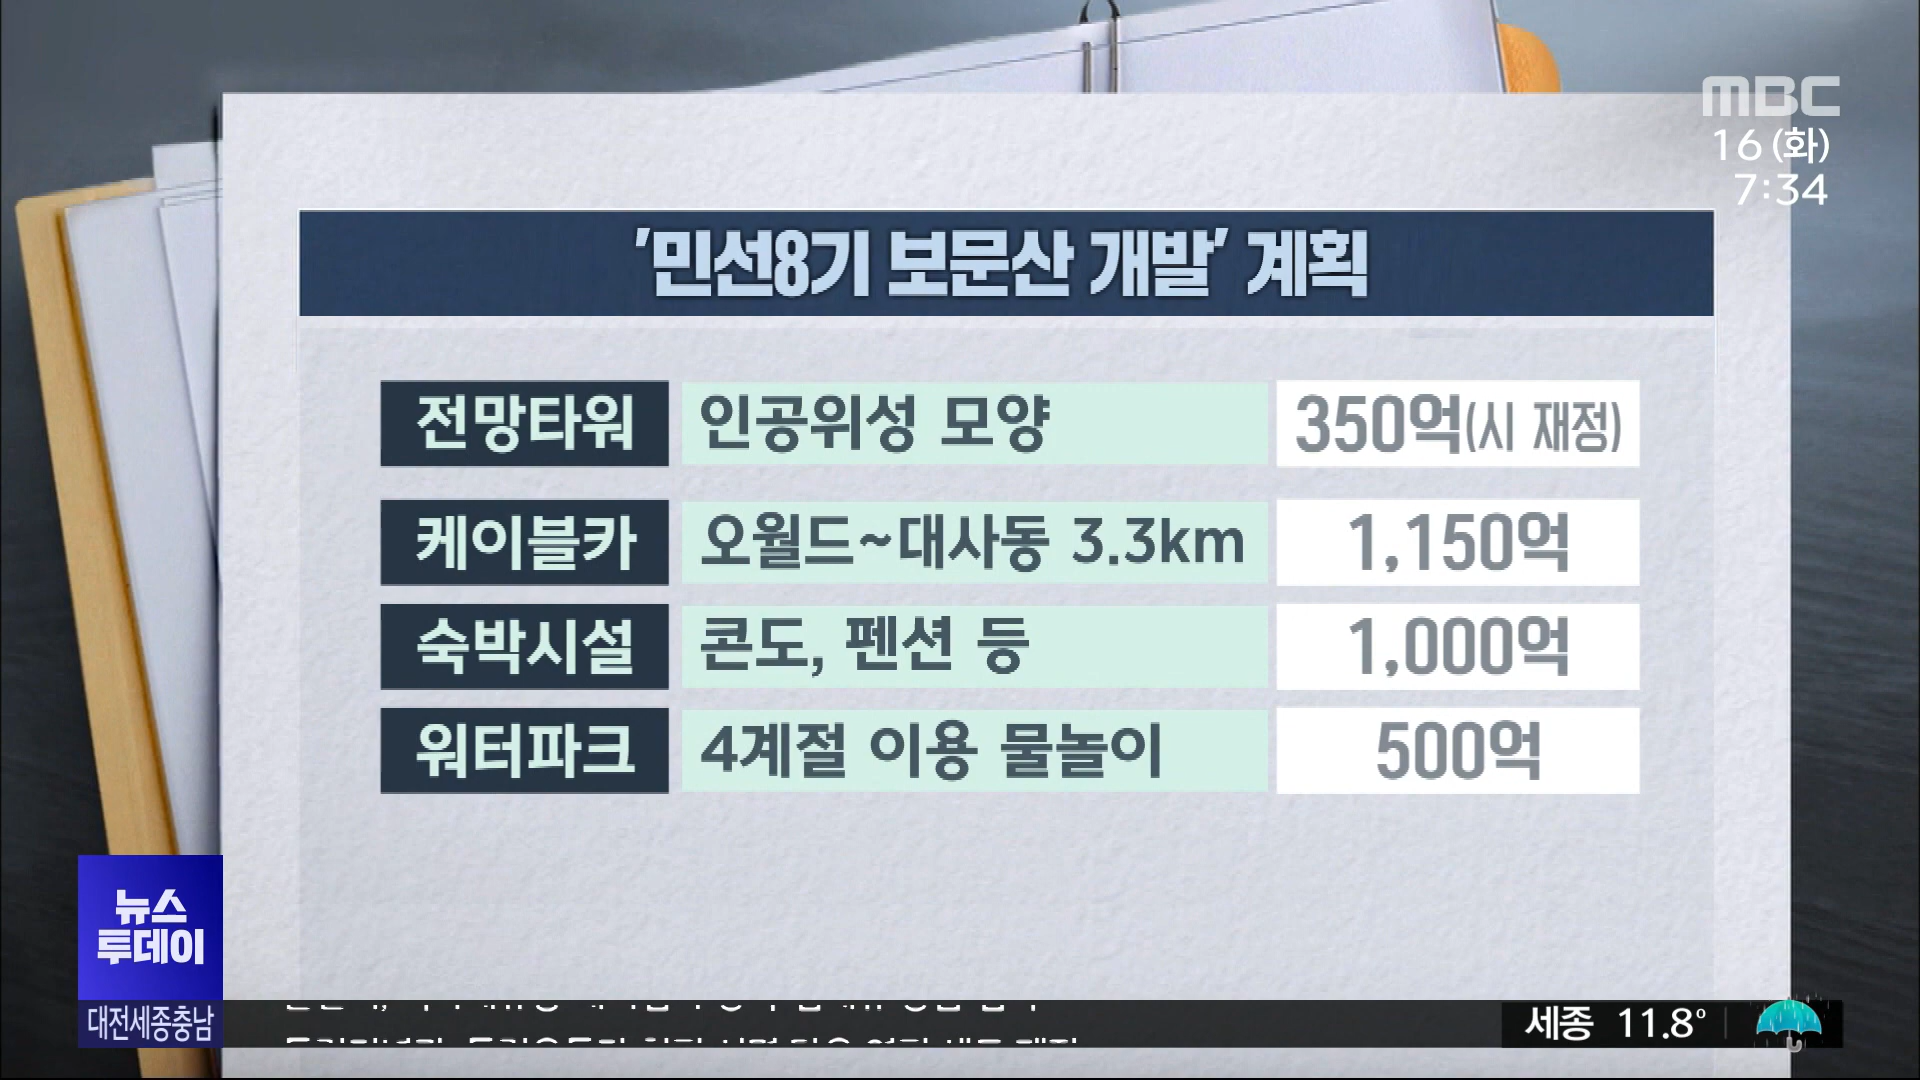 MBC
16(화)
7:34
'민선8기 보문산 개발' 계획
전망타워 인공위성 모양 350억(시 재정)
케이블카 오월드~대사동 3.3km 1,150억
숙박시설 콘도, 펜션 등 1,000억
워터파크 4계절 이용 물놀이 500억
뉴스
투데이
대전세종충남
세종 11.8°